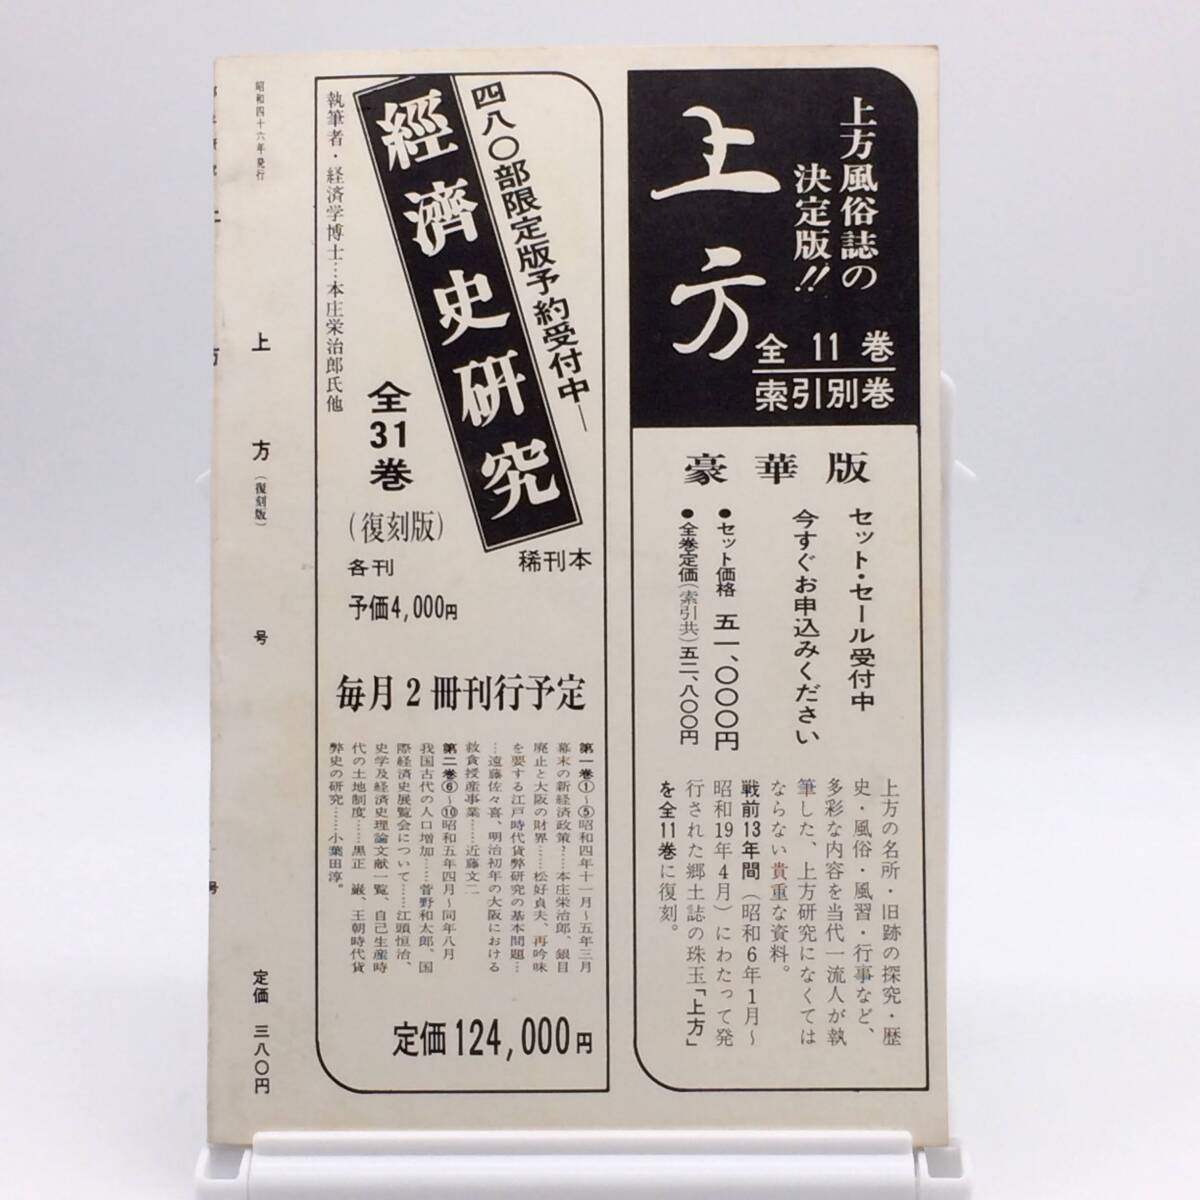 上方風俗誌の
決定版!!
上方
全11巻
索引別巻
豪華版
セット・セール受付中
今すぐお申込みください
●セット価格 五一、〇〇〇円
●全巻定価(索引共)五二、八〇〇円
上方の名所・旧跡の探究・歴
史・風俗・風習・行事など、
多彩な内容を当代一流人が執
筆した、上方研究になくては
ならない貴重な資料。
戦前13年間(昭和6年1月〜
昭和19年4月)にわたって発
行された郷土誌の珠玉「上方」
を全11巻に復刻。
四八〇部限定版予約受付中―
經濟史研究
執筆者・経済学博士…本庄栄治郎氏他
全31巻
(復刻版)
稀刊本
各刊
予価4,000円
毎月2冊刊行予定
第一巻①〜⑤昭和四年十一月〜五年三月
幕末の新経済政策……本庄栄治郎、銀目
廃止と大阪の財界……松好貞夫、再吟味
を要する江戸時代貨弊研究の基本問題…
…遠藤佐々喜、明治初年の大阪における
救貧授産事業……近藤文二
第二巻⑥〜⑩昭和五年四月〜同年八月
我国古代の人口増加……菅野和太郎、国
際経済史展覧会について……江頭恒治、
史学及経済史理論文献一覧、自己生産時
代の土地制度……黒正 巌、王朝時代貨
弊史の研究……小葉田淳。
定価124,000円
昭和四十六年発行
上方(復刻版)号
定価 三八〇円